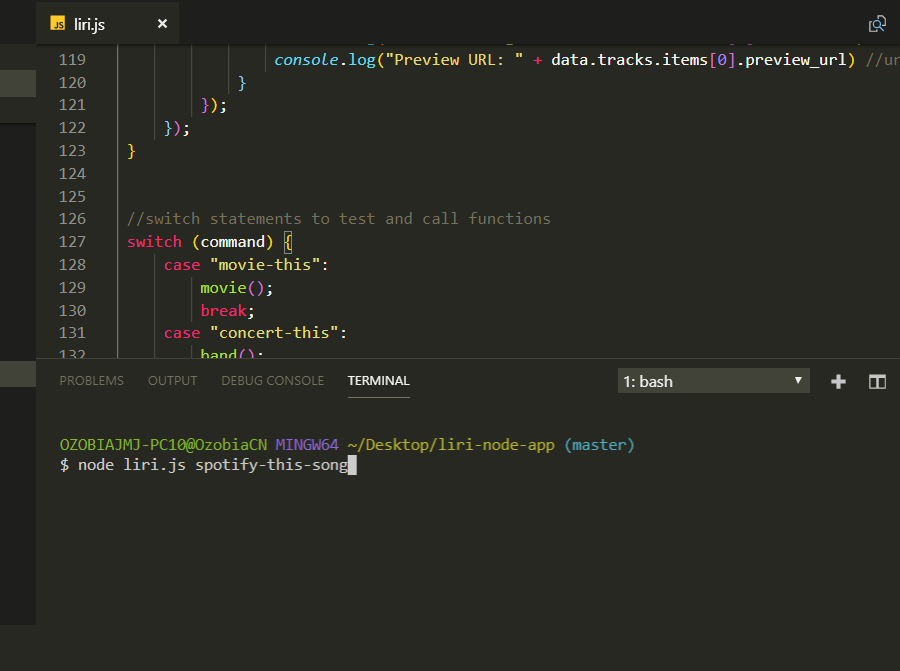 JS liri.js ×
119 console.log("Preview URL: " + data.tracks.items[0].preview_url) //ur
120 }
121 });
122 });
123 }
124
125
126 //switch statements to test and call functions
127 switch (command) {
128 case "movie-this":
129 movie();
130 break;
131 case "concert-this":
132 band();
PROBLEMS OUTPUT DEBUG CONSOLE TERMINAL 1: bash
OZOBIAJMJ-PC10@OzobiaCN MINGW64 ~/Desktop/liri-node-app (master)
$ node liri.js spotify-this-song